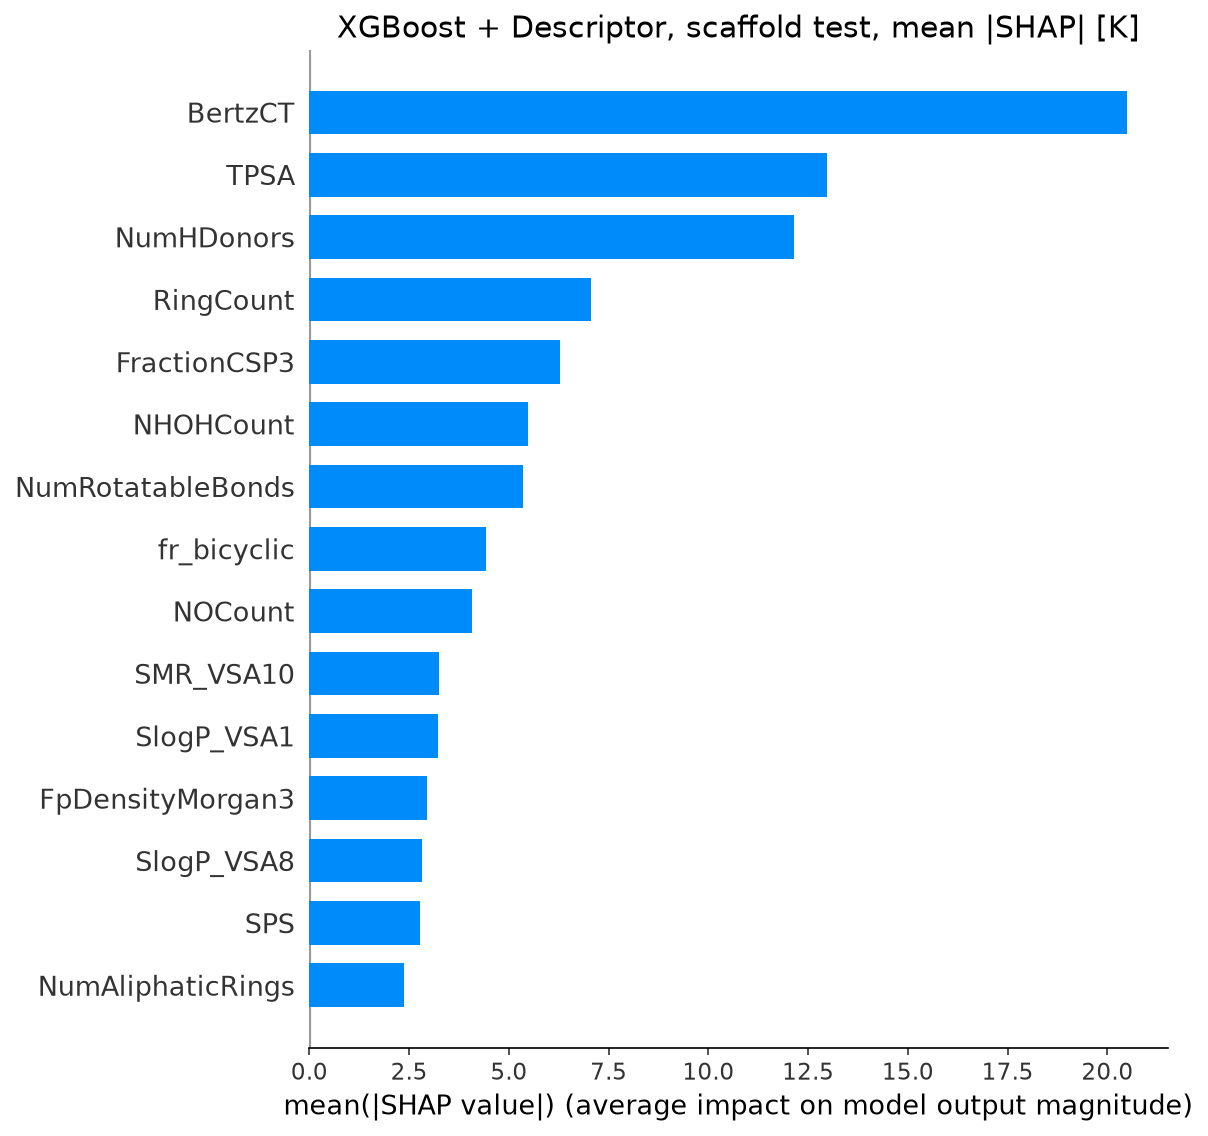 XGBoost + Descriptor, scaffold test, mean |SHAP| [K]
BertzCT
TPSA
NumHDonors
RingCount
FractionCSP3
NHOHCount
NumRotatableBonds
fr_bicyclic
NOCount
SMR_VSA10
SlogP_VSA1
FpDensityMorgan3
SlogP_VSA8
SPS
NumAliphaticRings
0.0 2.5 5.0 7.5 10.0 12.5 15.0 17.5 20.0
mean(|SHAP value|) (average impact on model output magnitude)